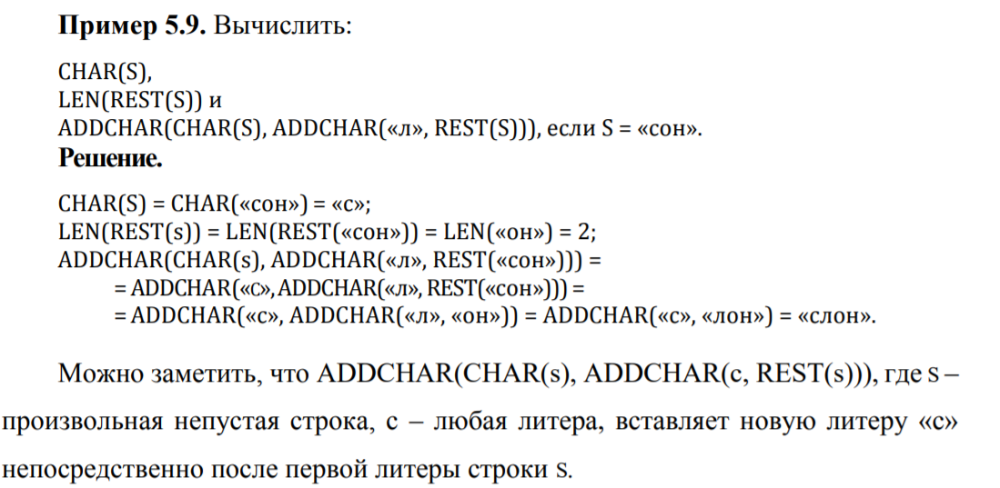 Пример 5.9. Вычислить:
CHAR(S),
LEN(REST(S)) и
ADDCHAR(CHAR(S), ADDCHAR(«л», REST(S))), если S = «сон».
Решение.
CHAR(S) = CHAR(«сон») = «с»;
LEN(REST(s)) = LEN(REST(«сон»)) = LEN(«он») = 2;
ADDCHAR(CHAR(s), ADDCHAR(«л», REST(«сон»))) =
= ADDCHAR(«с», ADDCHAR(«л», REST(«сон»))) =
= ADDCHAR(«с», ADDCHAR(«л», «он»)) = ADDCHAR(«с», «лон») = «слон».
Можно заметить, что ADDCHAR(CHAR(s), ADDCHAR(c, REST(s))), где s –
произвольная непустая строка, с – любая литера, вставляет новую литеру «с»
непосредственно после первой литеры строки S.